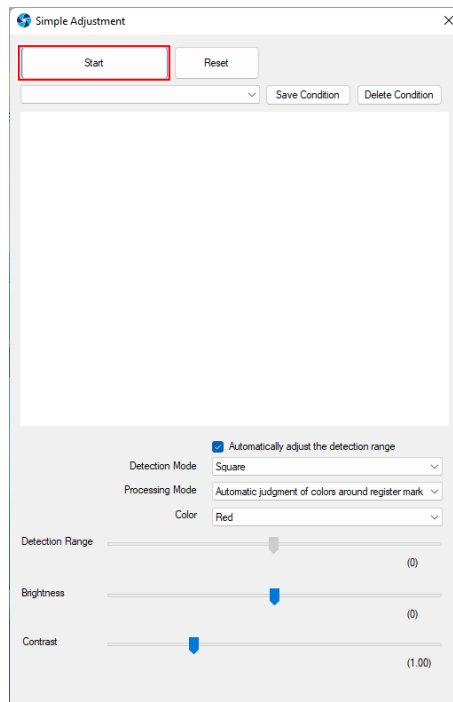 Simple Adjustment
Start Reset
Save Condition Delete Condition
Automatically adjust the detection range
Detection Mode Square
Processing Mode Automatic judgment of colors around register mark
Color Red
Detection Range
(0)
Brightness
(0)
Contrast
(1.00)